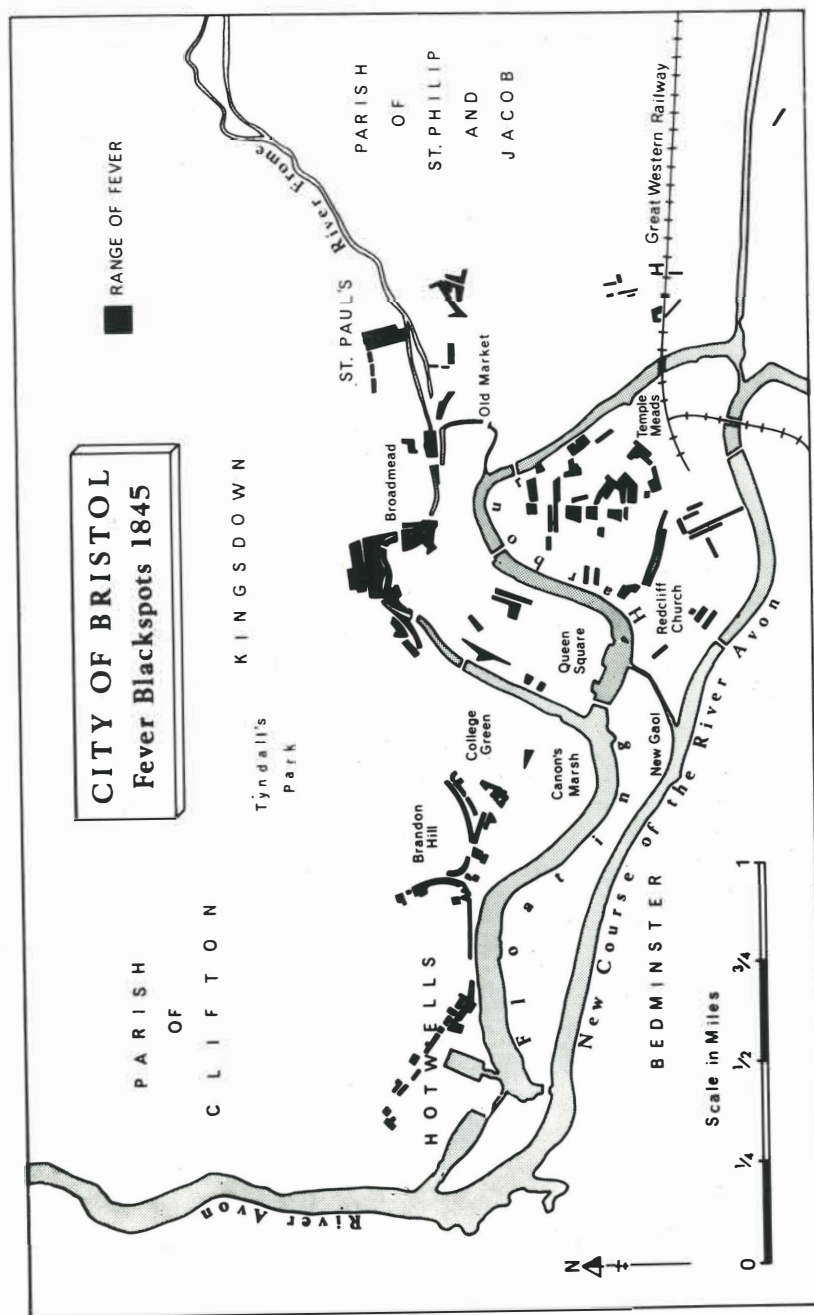 CITY OF BRISTOL
Fever Blackspots 1845
RANGE OF FEVER
PARISH
OF
CLIFTON
KINGSDOWN
Tyndall's
Park
ST. PAUL'S
River Frome
PARISH
OF
ST. PHILIP
AND
JACOB
Broadmead
Old Market
Brandon
Hill
College
Green
HOTWELLS
River Avon
Canon's
Marsh
Queen
Square
Floating Harbour
Temple
Meads
Great Western Railway
Redcliff
Church
New Gaol
New Course of the River Avon
BEDMINSTER
N
Scale in Miles
0 1/4 1/2 3/4 1